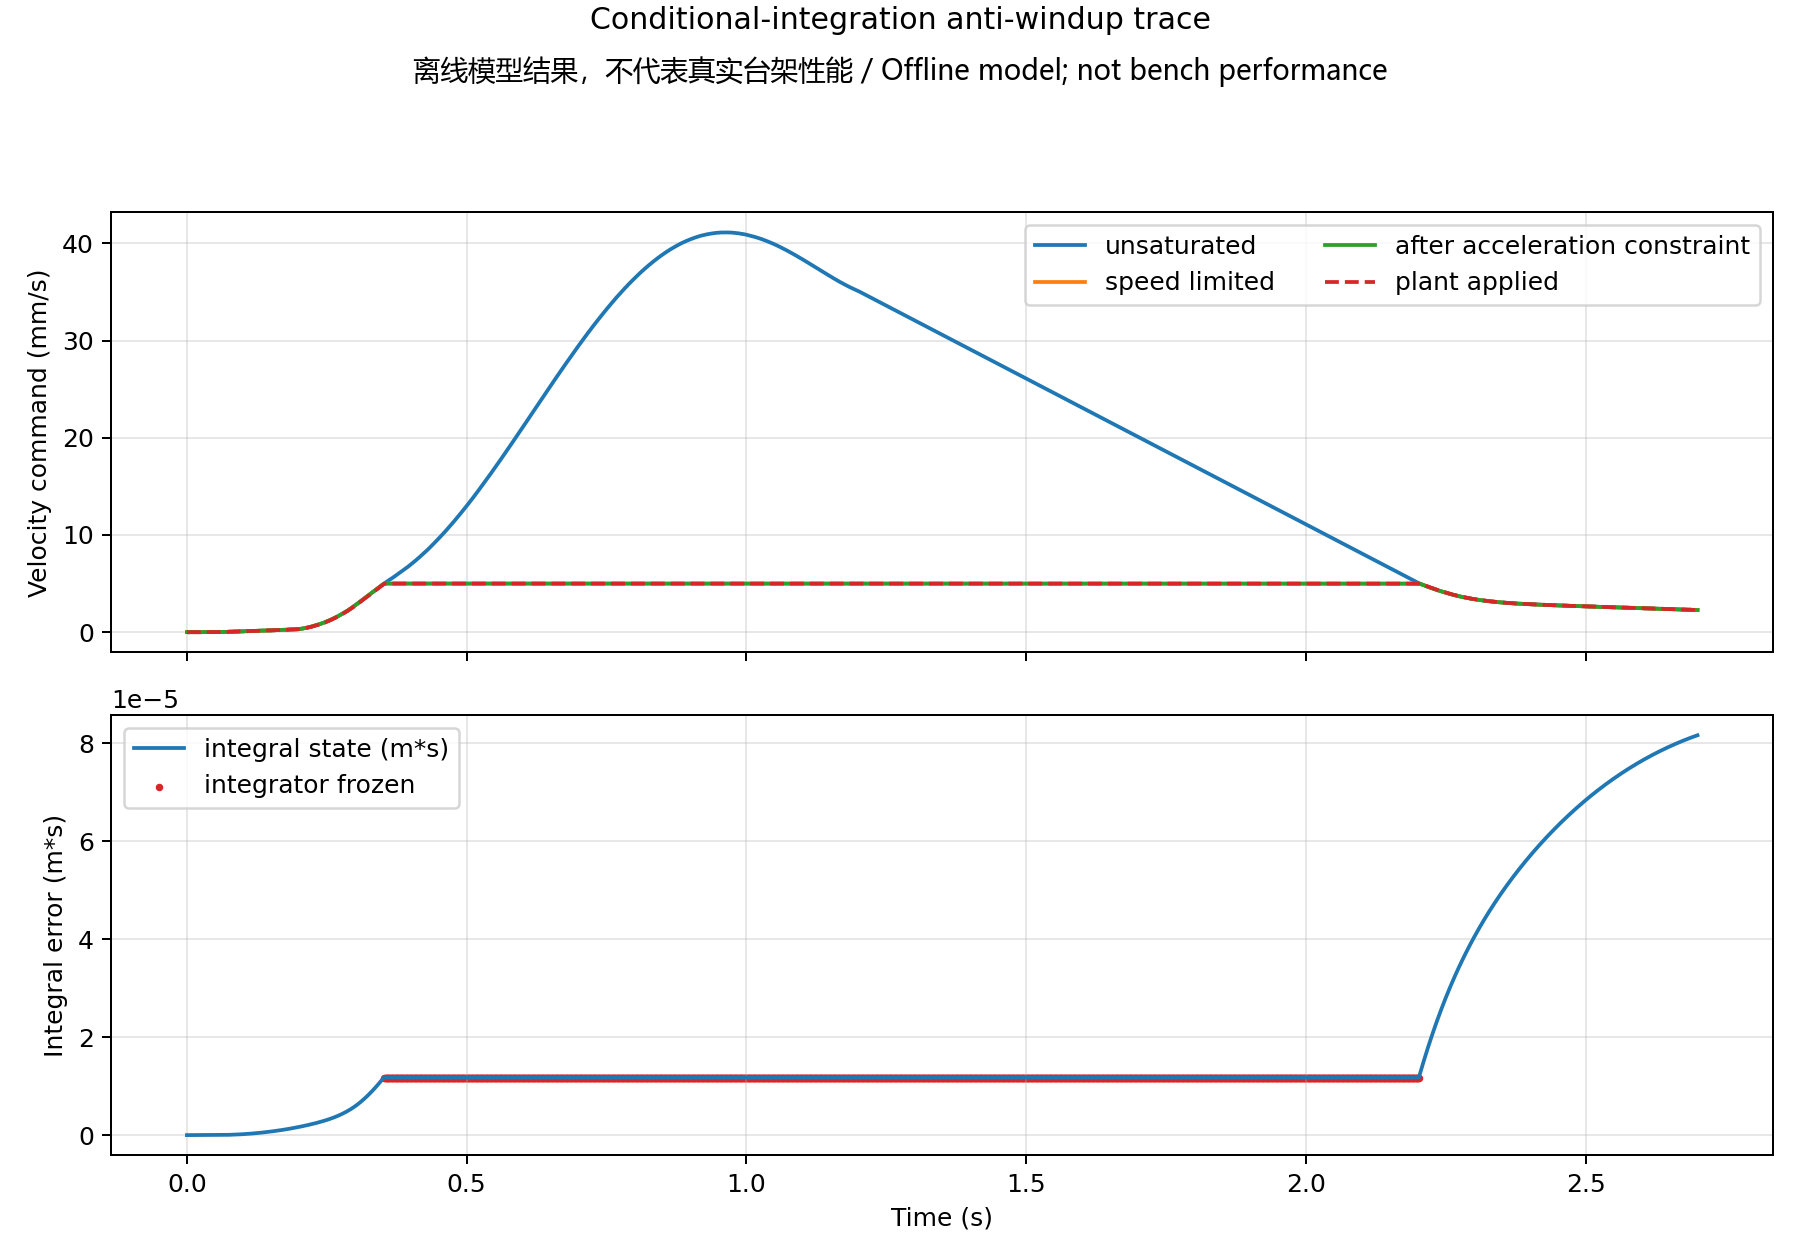 Conditional-integration anti-windup trace
离线模型结果，不代表真实台架性能 / Offline model; not bench performance
Velocity command (mm/s)
40
30
20
10
0
unsaturated
speed limited
after acceleration constraint
plant applied
1e−5
Integral error (m*s)
8
6
4
2
0
integral state (m*s)
integrator frozen
0.0 0.5 1.0 1.5 2.0 2.5
Time (s)